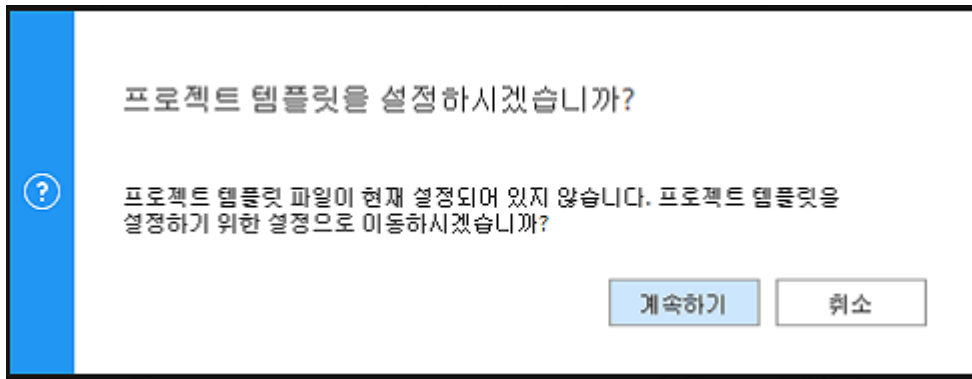 프로젝트 템플릿을 설정하시겠습니까?
프로젝트 템플릿 파일이 현재 설정되어 있지 않습니다. 프로젝트 템플릿을
설정하기 위한 설정으로 이동하시겠습니까?
계속하기
취소